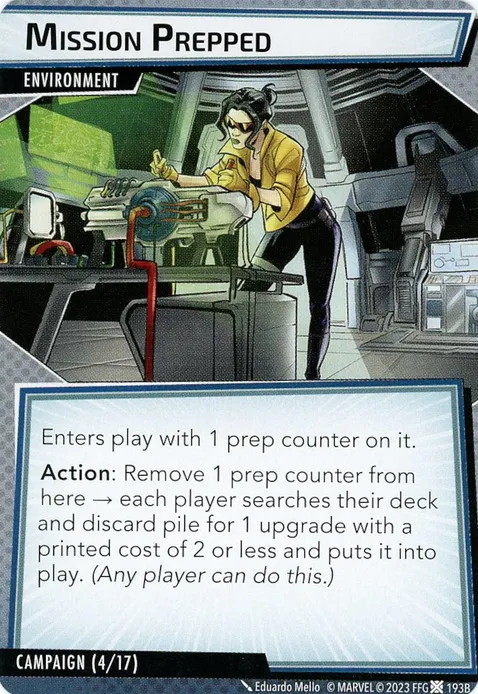 MISSION PREPPED
ENVIRONMENT
Enters play with 1 prep counter on it.
Action: Remove 1 prep counter from
here → each player searches their deck
and discard pile for 1 upgrade with a
printed cost of 2 or less and puts it into
play. (Any player can do this.)
CAMPAIGN (4/17)
Eduardo Mello © MARVEL © 2023 FFG 193B